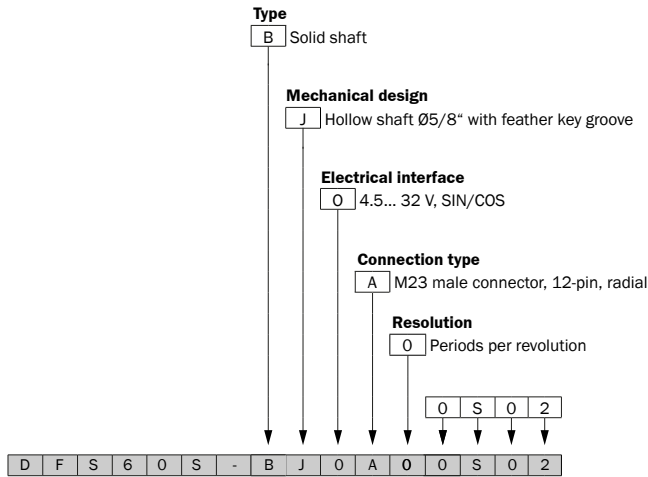 Type
B Solid shaft
Mechanical design
J Hollow shaft Ø5/8“ with feather key groove
Electrical interface
0 4.5... 32 V, SIN/COS
Connection type
A M23 male connector, 12-pin, radial
Resolution
0 Periods per revolution
0 S 0 2
D F S 6 0 S - B J 0 A 0 0 S 0 2